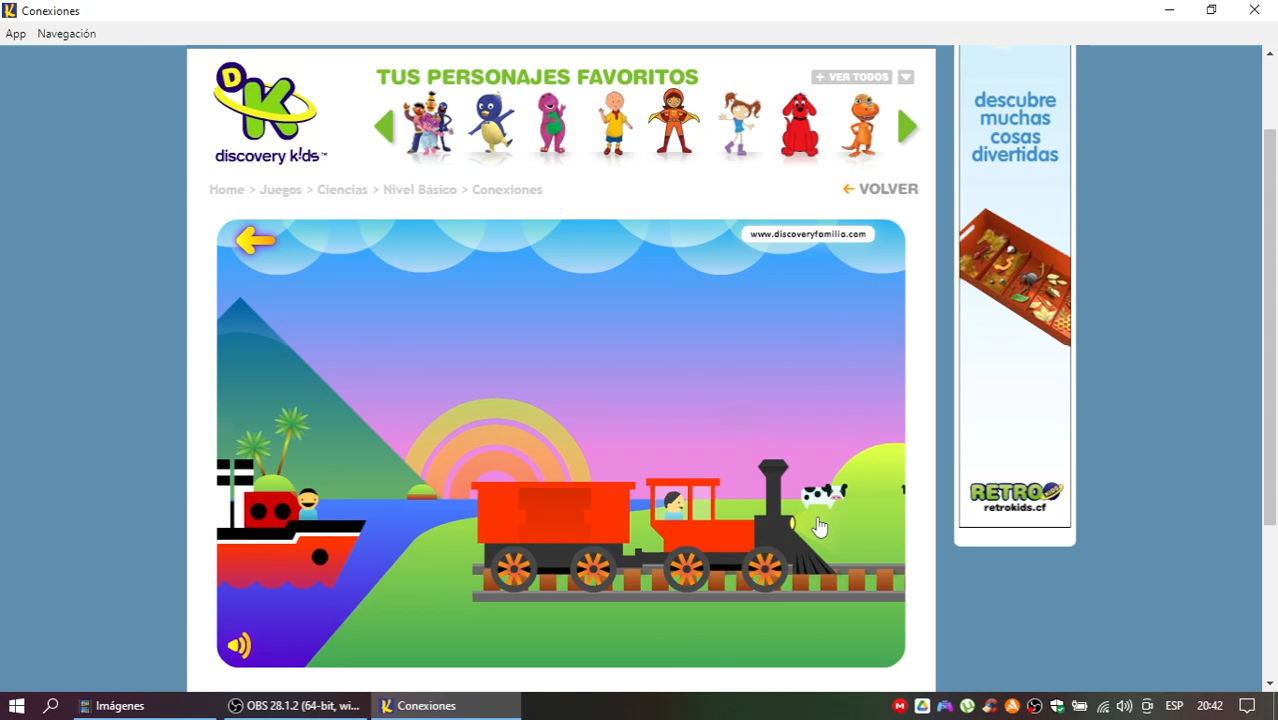 Conexiones
App Navegación
TUS PERSONAJES FAVORITOS
+ VER TODOS
D K
discovery k!ds™
Home > Juegos > Ciencias > Nivel Básico > Conexiones
VOLVER
www.discoveryfamilia.com
descubre
muchas
cosas
divertidas
RETRO
retrokids.cf
Imágenes
OBS 28.1.2 (64-bit, wi...
Conexiones
ESP
20:42